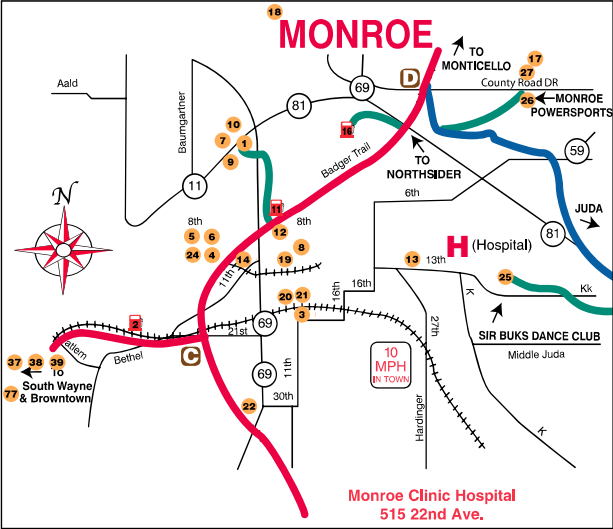 18
MONROE
TO
MONTICELLO
17
27
D
69
County Road DR
Aald
26
MONROE
POWERSPORTS
81
Baumgartner
10
7
1
9
16
Badger Trail
TO
NORTHSIDER
59
11
6th
JUDA
N
11
8th
8th
12
5
6
24
4
14
11th
19
8
H (Hospital)
13
13th
81
25
Kk
16th
16th
K
20
21
3
2
69
21st
27th
SIR BUKS DANCE CLUB
Middle Juda
C
Bethel
10
MPH
IN TOWN
37
38
39
To
South Wayne
& Browntown
77
69
11th
30th
22
Hardinger
K
Monroe Clinic Hospital
515 22nd Ave.